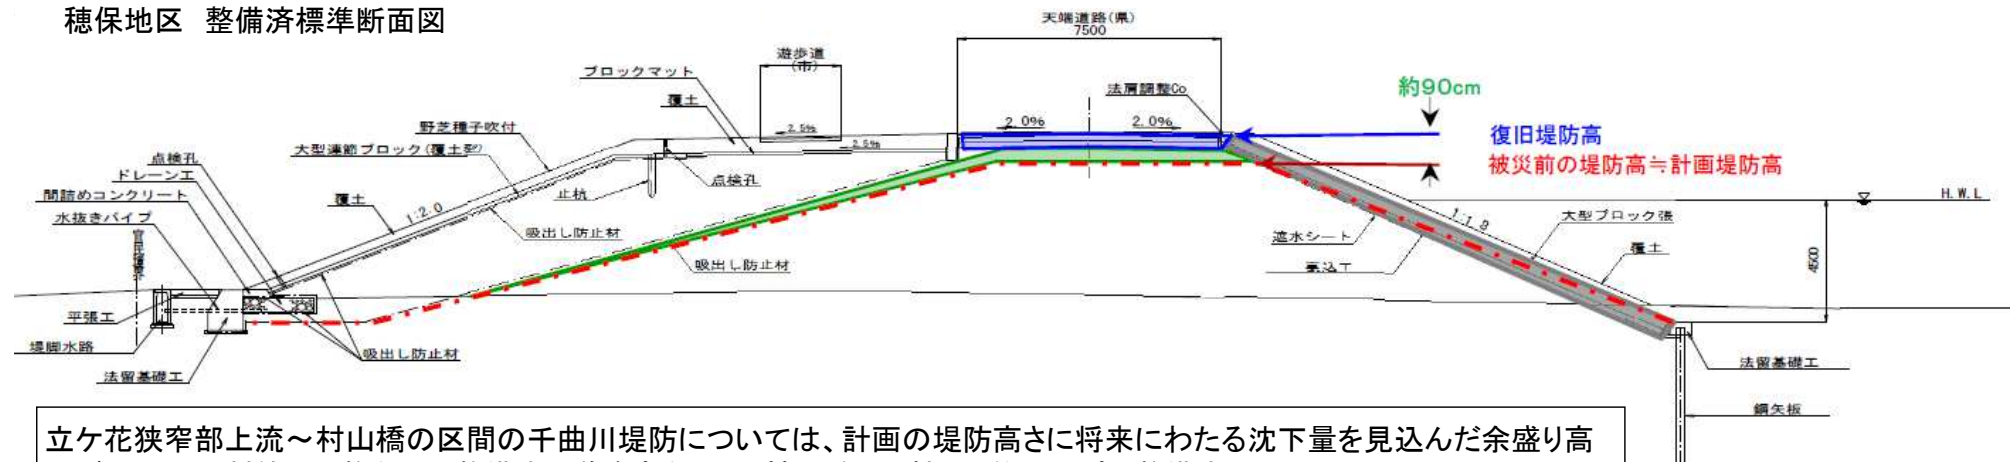 穂保地区 整備済標準断面図
天端道路(県)
7500
遊歩道
(市)
ブロックマット
覆土
法肩調整Co
約90cm
2.5%
2.0%
2.0%
復旧堤防高
野芝種子吹付
2.5%
大型連節ブロック(覆土型)
被災前の堤防高≒計画堤防高
点検孔
ドレーン工
点検孔
止杭
間詰めコンクリート
覆土
1:2.0
H.W.L
水抜きパイプ
1:1.8
大型ブロック張
吸出し防止材
遮水シート
覆土
官民境界
吸出し防止材
裏込工
4500
平張工
堤脚水路
吸出し防止材
法留基礎工
法留基礎工
鋼矢板
立ケ花狭窄部上流～村山橋の区間の千曲川堤防については、計画の堤防高さに将来にわたる沈下量を見込んだ余盛り高